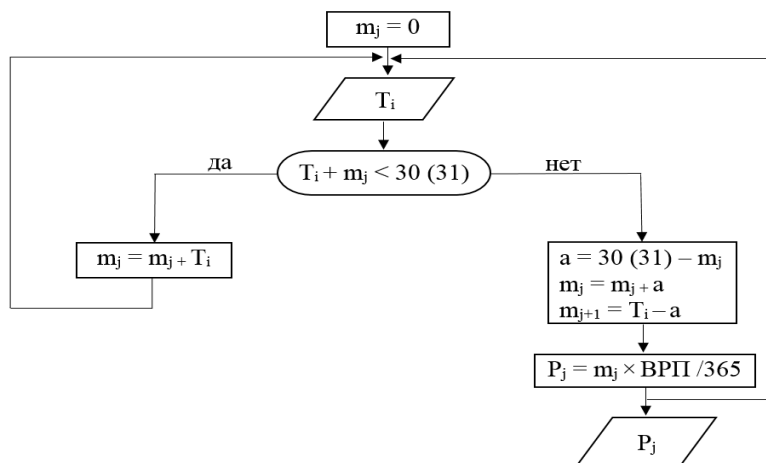 mⱼ = 0
Tᵢ
Tᵢ + mⱼ < 30 (31)
да
нет
mⱼ = mⱼ + Tᵢ
a = 30 (31) – mⱼ
mⱼ = mⱼ + a
mⱼ₊₁ = Tᵢ – a
Pⱼ = mⱼ × ВРП /365
Pⱼ